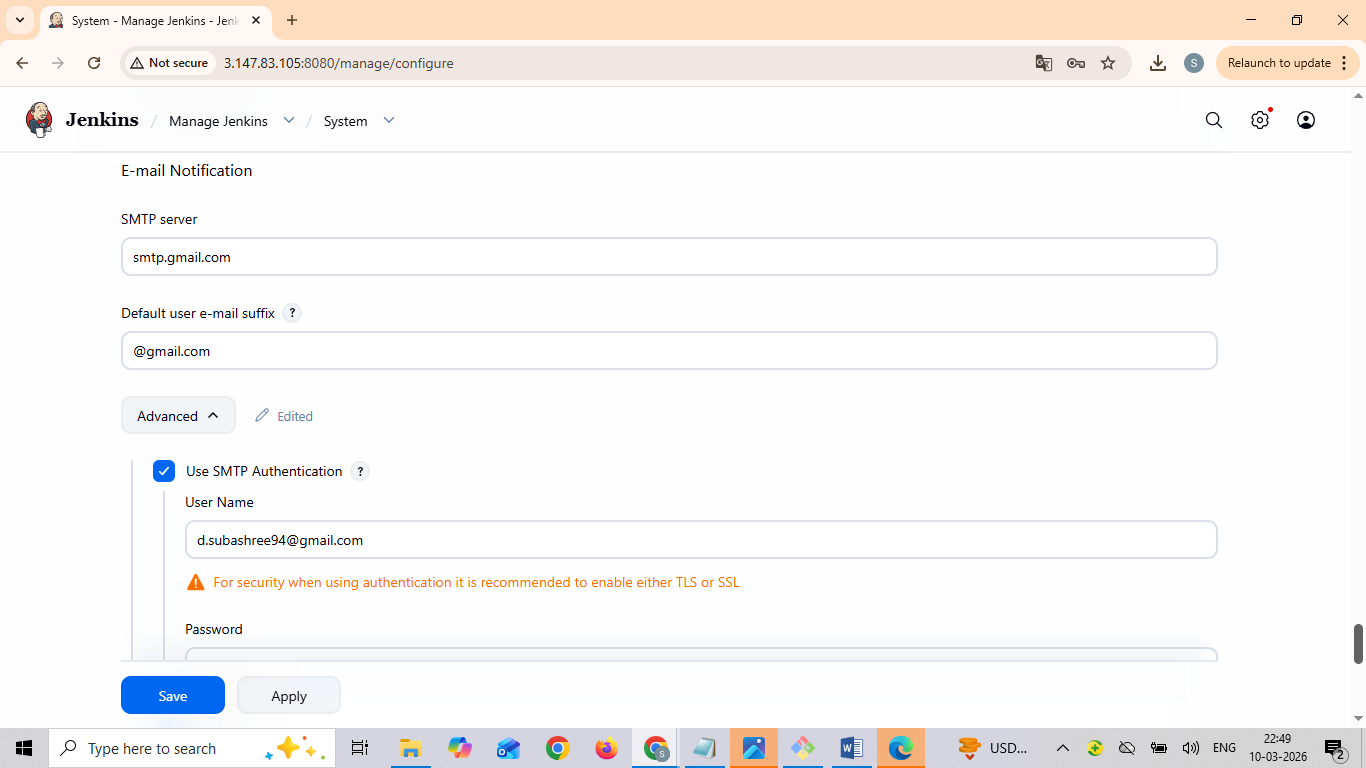 System - Manage Jenkins - Jenk
Not secure
3.147.83.105:8080/manage/configure
S
Relaunch to update
Jenkins / Manage Jenkins / System
E-mail Notification
SMTP server
smtp.gmail.com
Default user e-mail suffix ?
@gmail.com
Advanced
Edited
Use SMTP Authentication ?
User Name
d.subashree94@gmail.com
For security when using authentication it is recommended to enable either TLS or SSL
Password
Save
Apply
Type here to search
USD...
ENG
22:49
10-03-2026
2